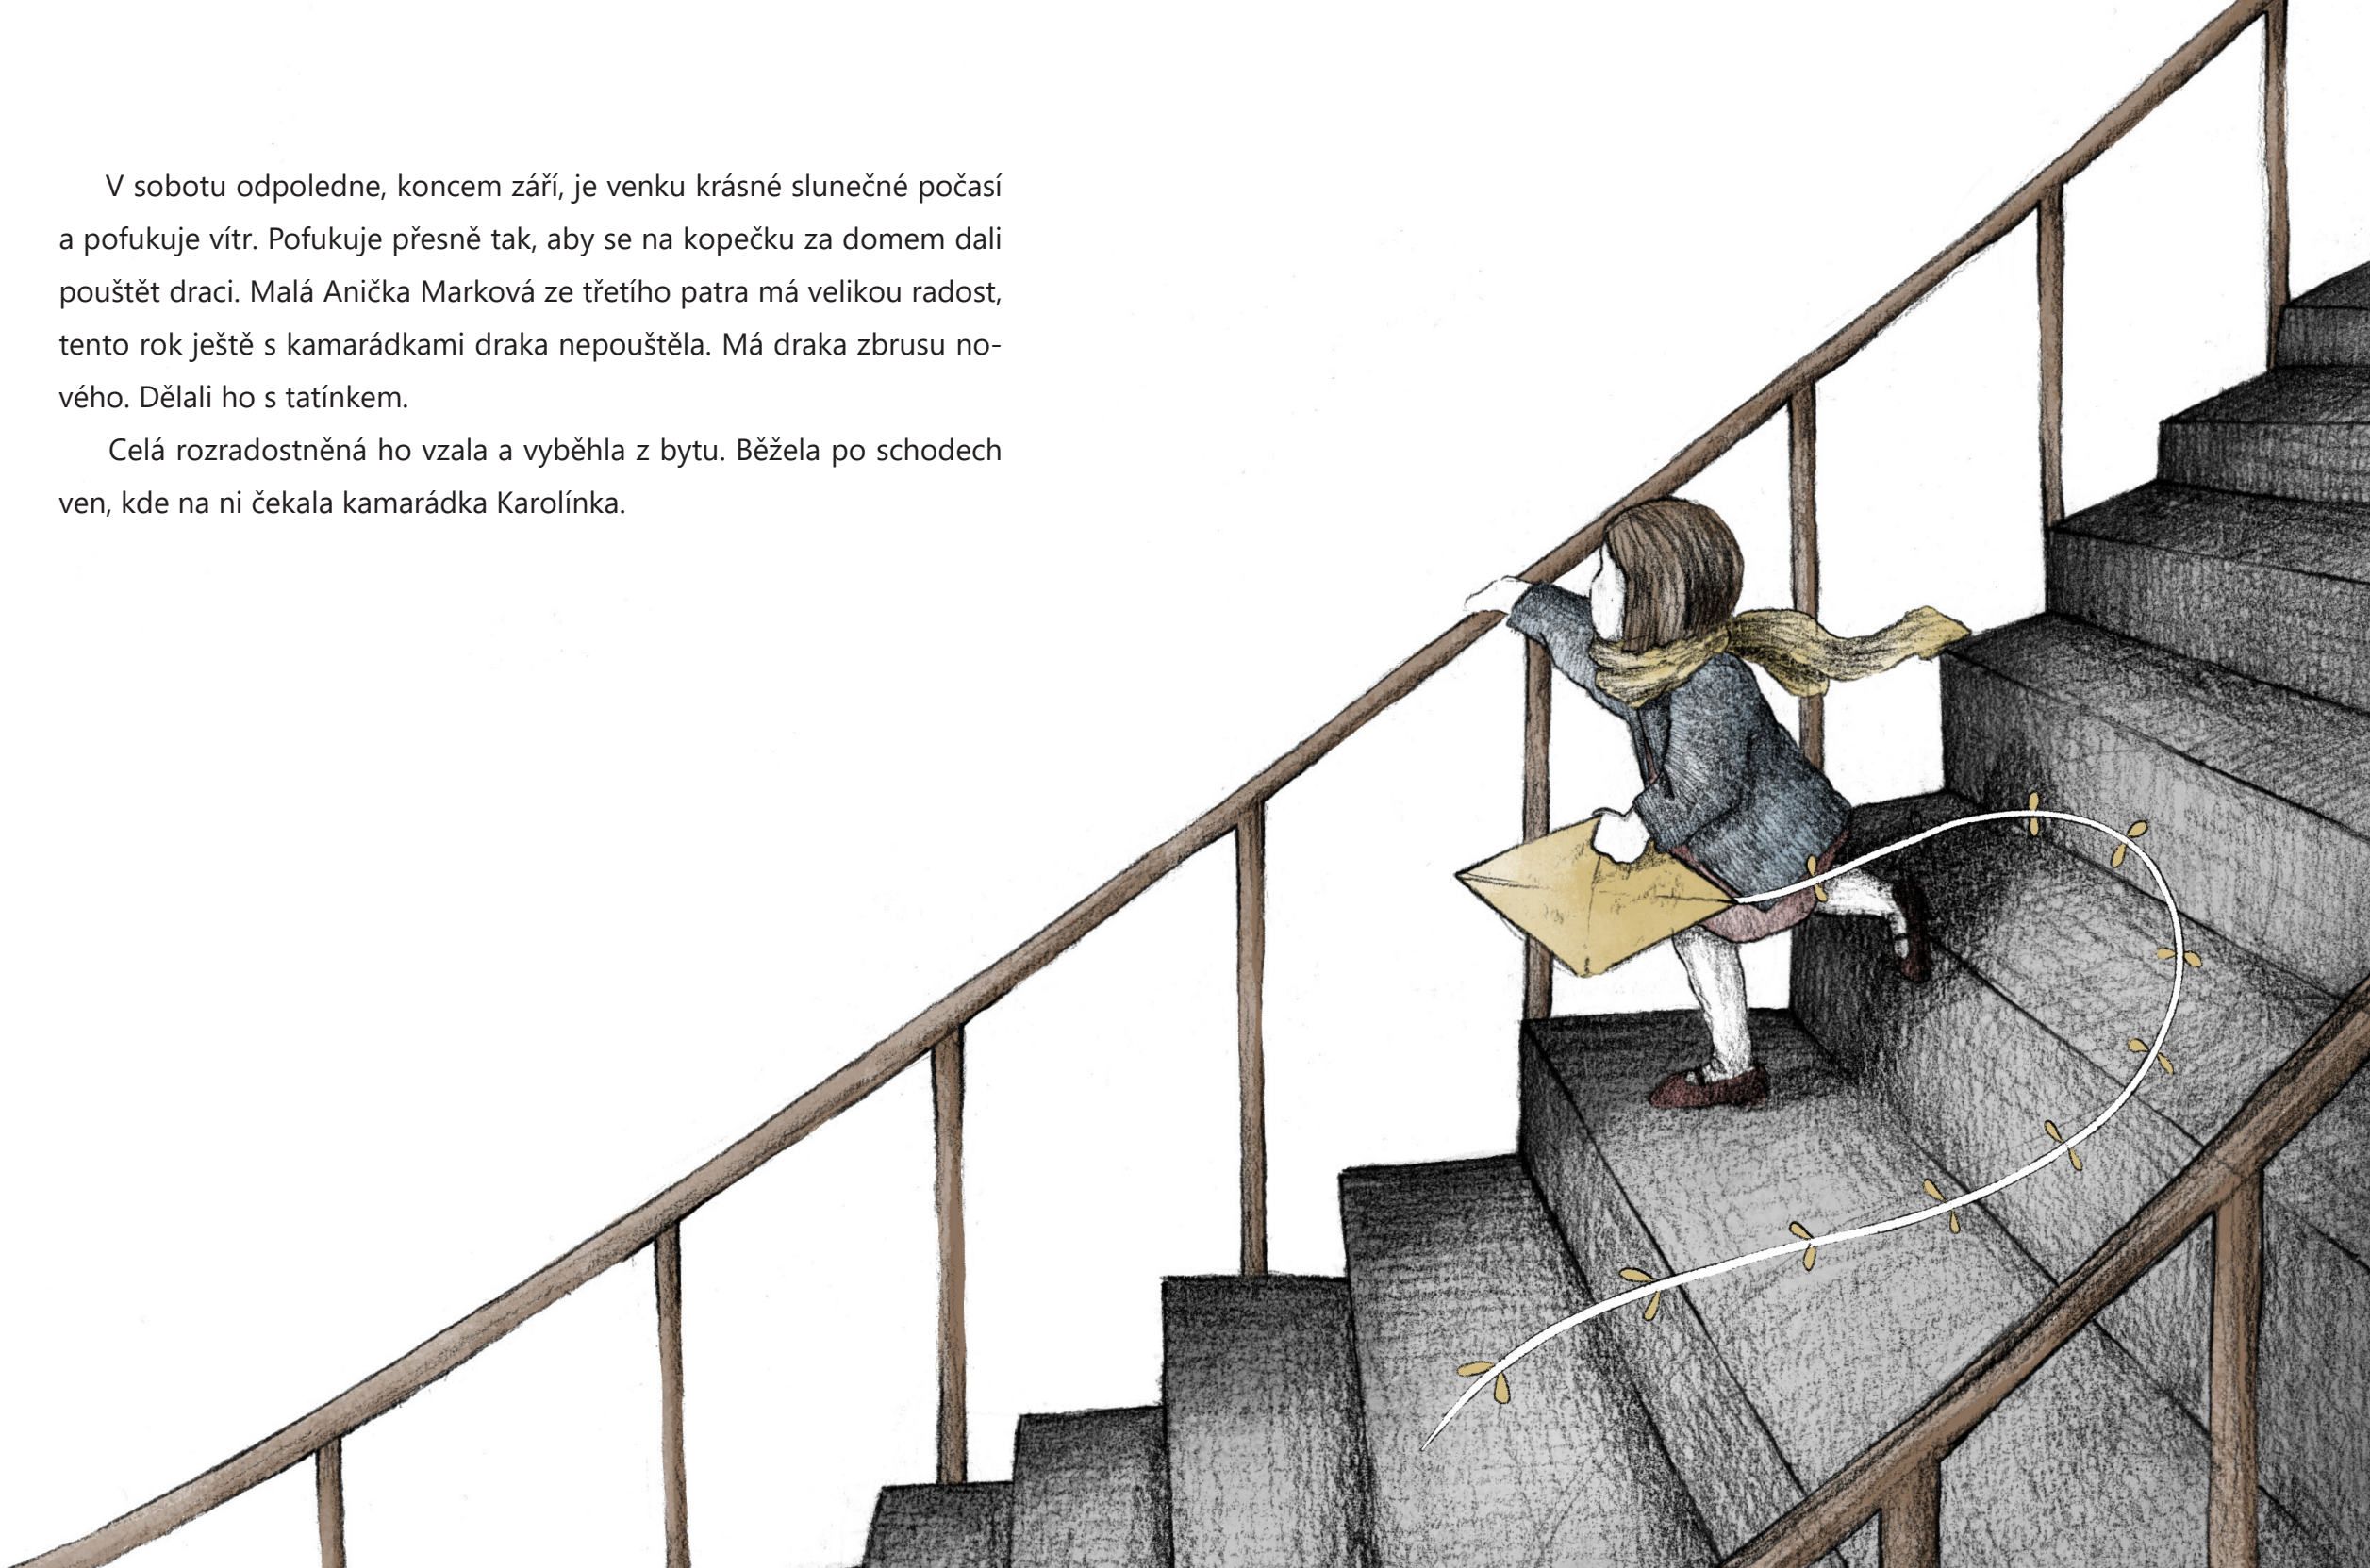 V sobotu odpoledne, koncem září, je venku krásné slunečné počasí
a pofukuje vítr. Pofukuje přesně tak, aby se na kopečku za domem dali
pouštět draci. Malá Anička Marková ze třetího patra má velikou radost,
tento rok ještě s kamarádkami draka nepouštěla. Má draka zbrusu no-
vého. Dělali ho s tatínkem.
Celá rozradostněná ho vzala a vyběhla z bytu. Běžela po schodech
ven, kde na ni čekala kamarádka Karolínka.